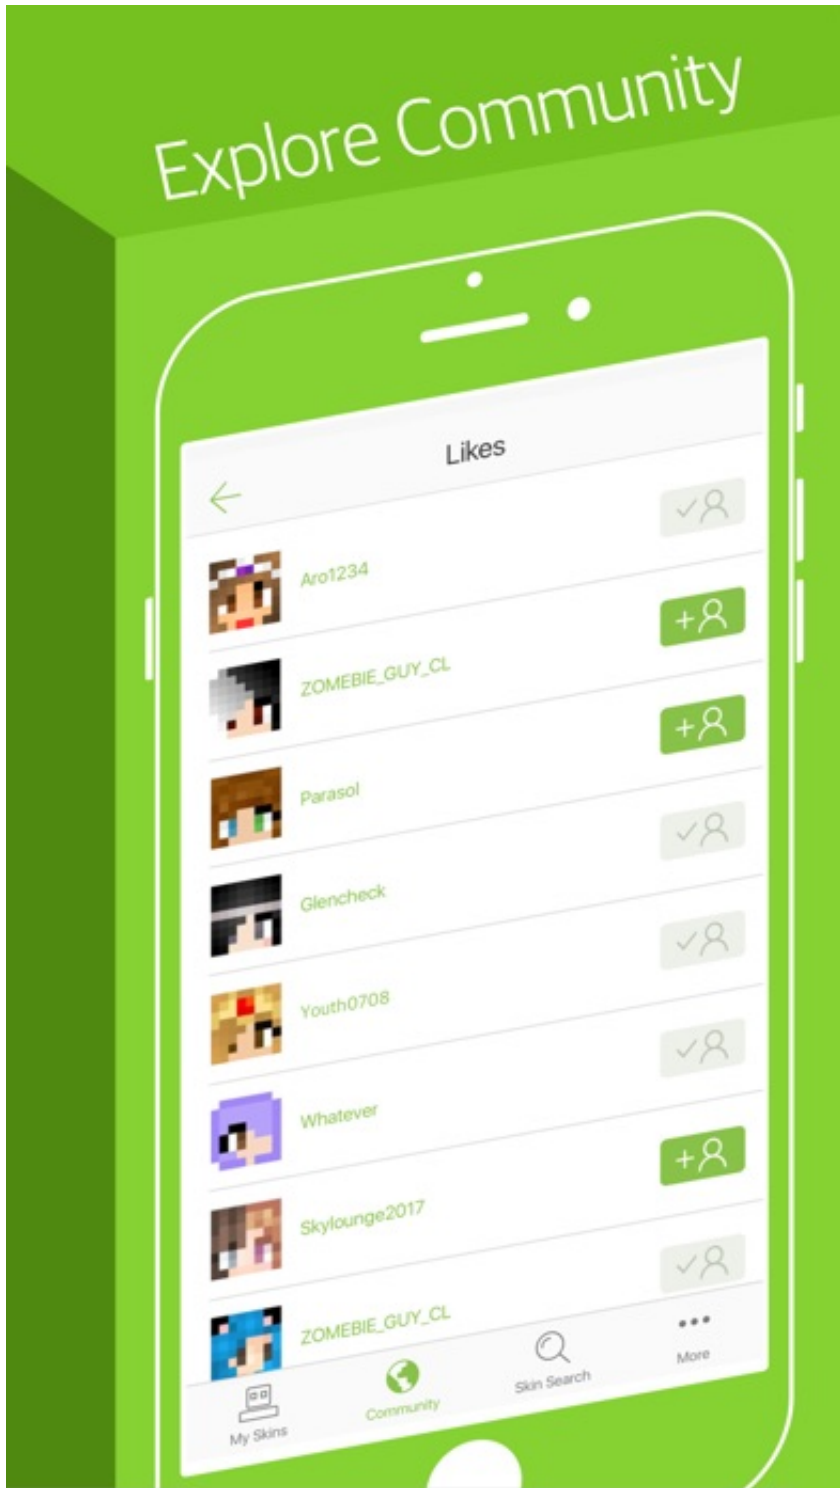 Explore Community
Likes
Aro1234
ZOMEBIE_GUY_CL
Parasol
Glencheck
Youth0708
Whatever
Skylounge2017
ZOMEBIE_GUY_CL
My Skins
Community
Skin Search
More